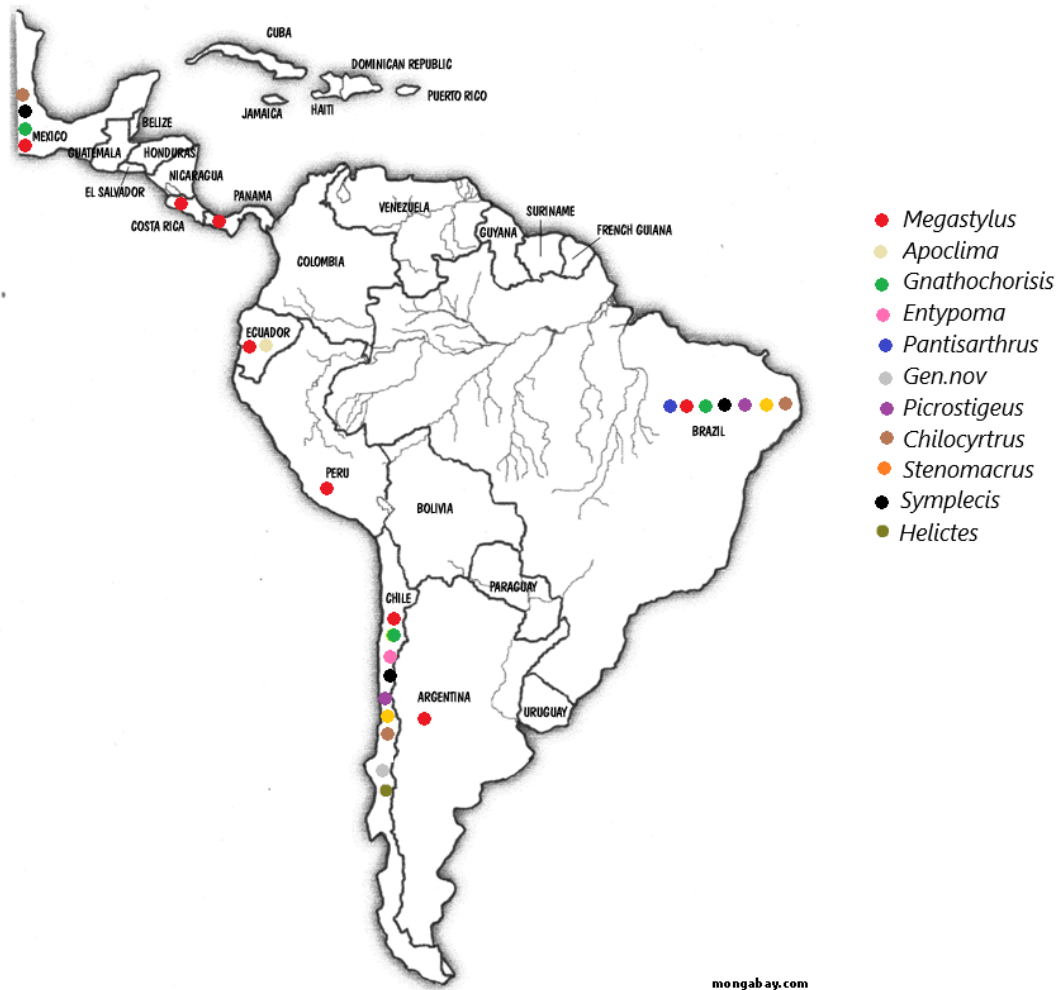 CUBA
DOMINICAN REPUBLIC
PUERTO RICO
HAITI
JAMAICA
BELIZE
MEXICO
GUATEMALA
HONDURAS
NICARAGUA
EL SALVADOR
PANAMA
COSTA RICA
VENEZUELA
SURINAME
GUYANA
FRENCH GUIANA
COLOMBIA
ECUADOR
BRAZIL
PERU
BOLIVIA
PARAGUAY
CHILE
ARGENTINA
URUGUAY
Megastylus
Apoclima
Gnathochorisis
Entypoma
Pantisarthrus
Gen.nov
Picrostigeus
Chilocyrtrus
Stenomacrus
Symplecis
Helictes
mongabay.com